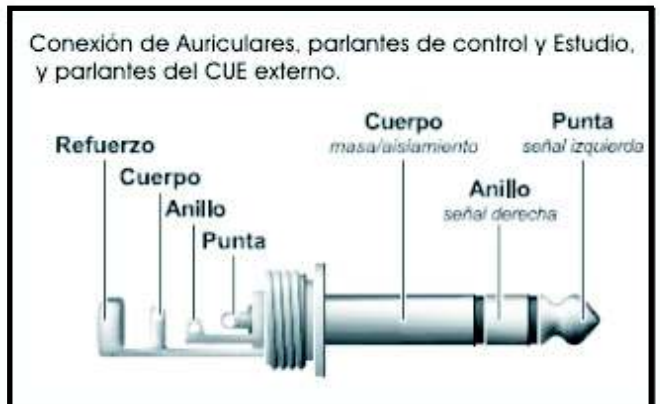 Conexión de Auriculares, parlantes de control y Estudio,
y parlantes del CUE externo.
Cuerpo
masa/aislamiento
Punta
señal izquierda
Refuerzo
Cuerpo
Anillo
Punta
Anillo
señal derecha